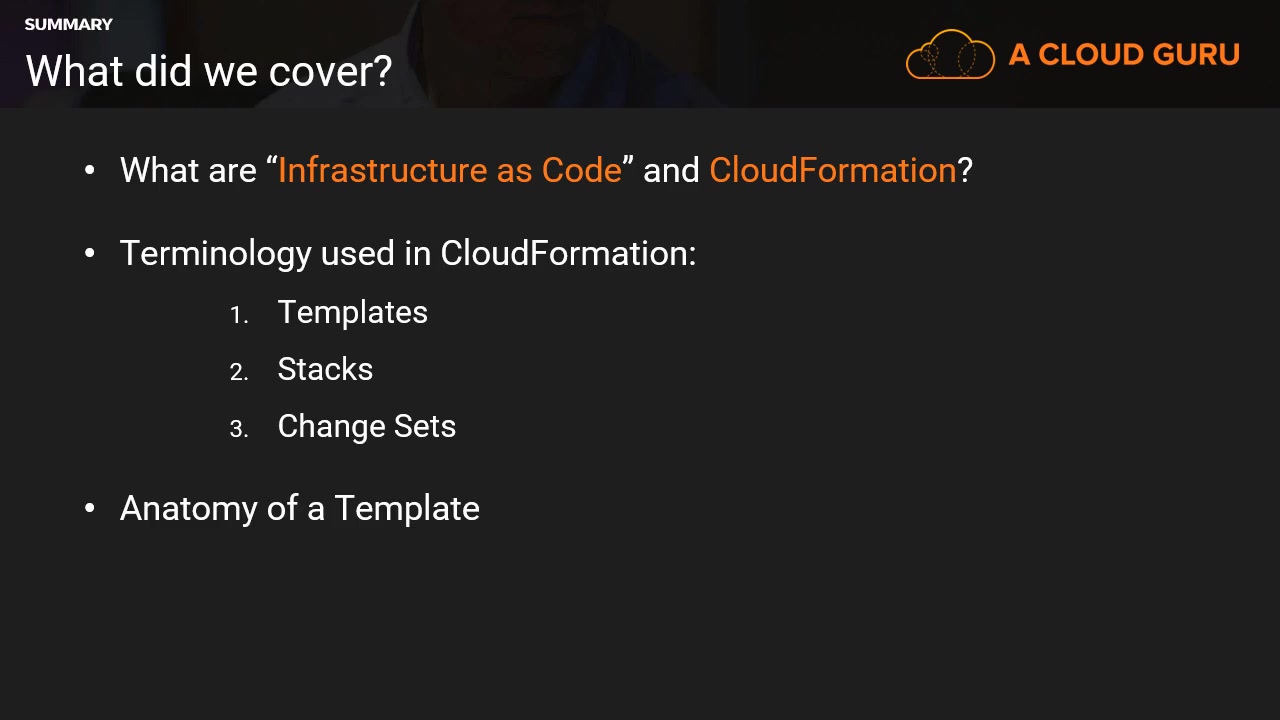 SUMMARY
What did we cover?
A CLOUD GURU
• What are “Infrastructure as Code” and CloudFormation?
• Terminology used in CloudFormation:
1. Templates
2. Stacks
3. Change Sets
• Anatomy of a Template